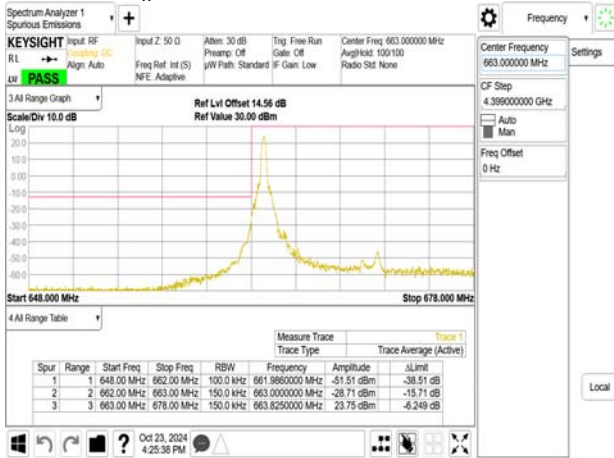 Spectrum Analyzer 1
Spurious Emissions
Frequency
KEYSIGHT Input: RF Input Z: 50 Ω Atten: 30 dB Trig: Free Run Center Freq: 663.000000 MHz
RL Coupling: DC Preamp: Off Gate: Off Avg|Hold: 100/100
Align: Auto Freq Ref: Int (S) µW Path: Standard IF Gain: Low Radio Std: None
LV PASS NFE: Adaptive
Center Frequency
663.000000 MHz
Settings
CF Step
4.399000000 GHz
Auto
Man
Freq Offset
0 Hz
3 All Range Graph
Ref Lvl Offset 14.56 dB
Scale/Div 10.0 dB Ref Value 30.00 dBm
Log
20.0
10.0
0.00
-10.0
-20.0
-30.0
-40.0
-50.0
-60.0
Start 648.000 MHz Stop 678.000 MHz
4 All Range Table
Measure Trace Trace 1
Trace Type Trace Average (Active)
Spur Range Start Freq Stop Freq RBW Frequency Amplitude ΔLimit
1 1 648.00 MHz 662.00 MHz 100.0 kHz 661.9860000 MHz -51.51 dBm -38.51 dB
2 2 662.00 MHz 663.00 MHz 150.0 kHz 663.0000000 MHz -28.71 dBm -15.71 dB
3 3 663.00 MHz 678.00 MHz 150.0 kHz 663.8250000 MHz 23.75 dBm -6.249 dB
Local
Oct 23, 2024
4:25:38 PM